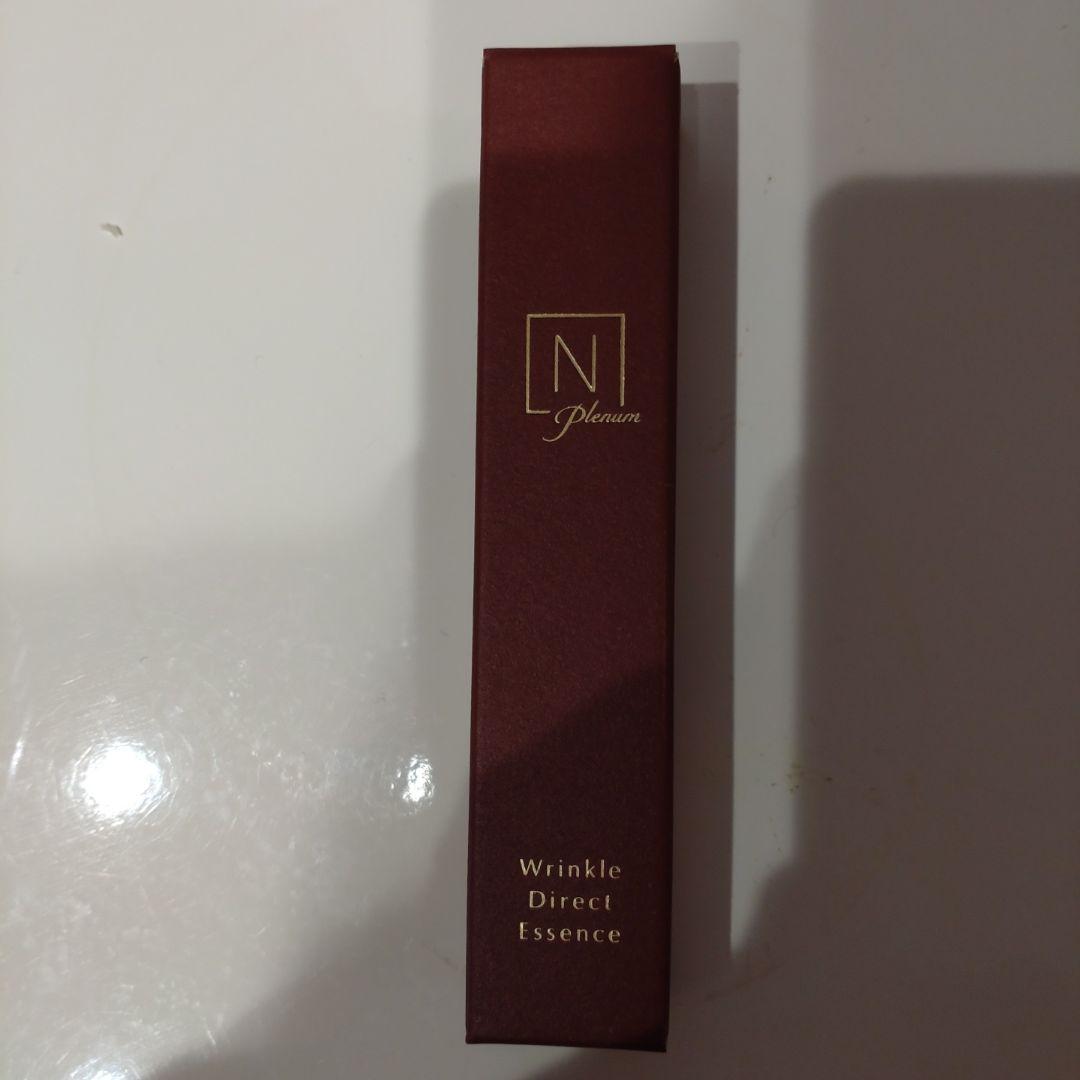 N
Plenum
Wrinkle
Direct
Essence